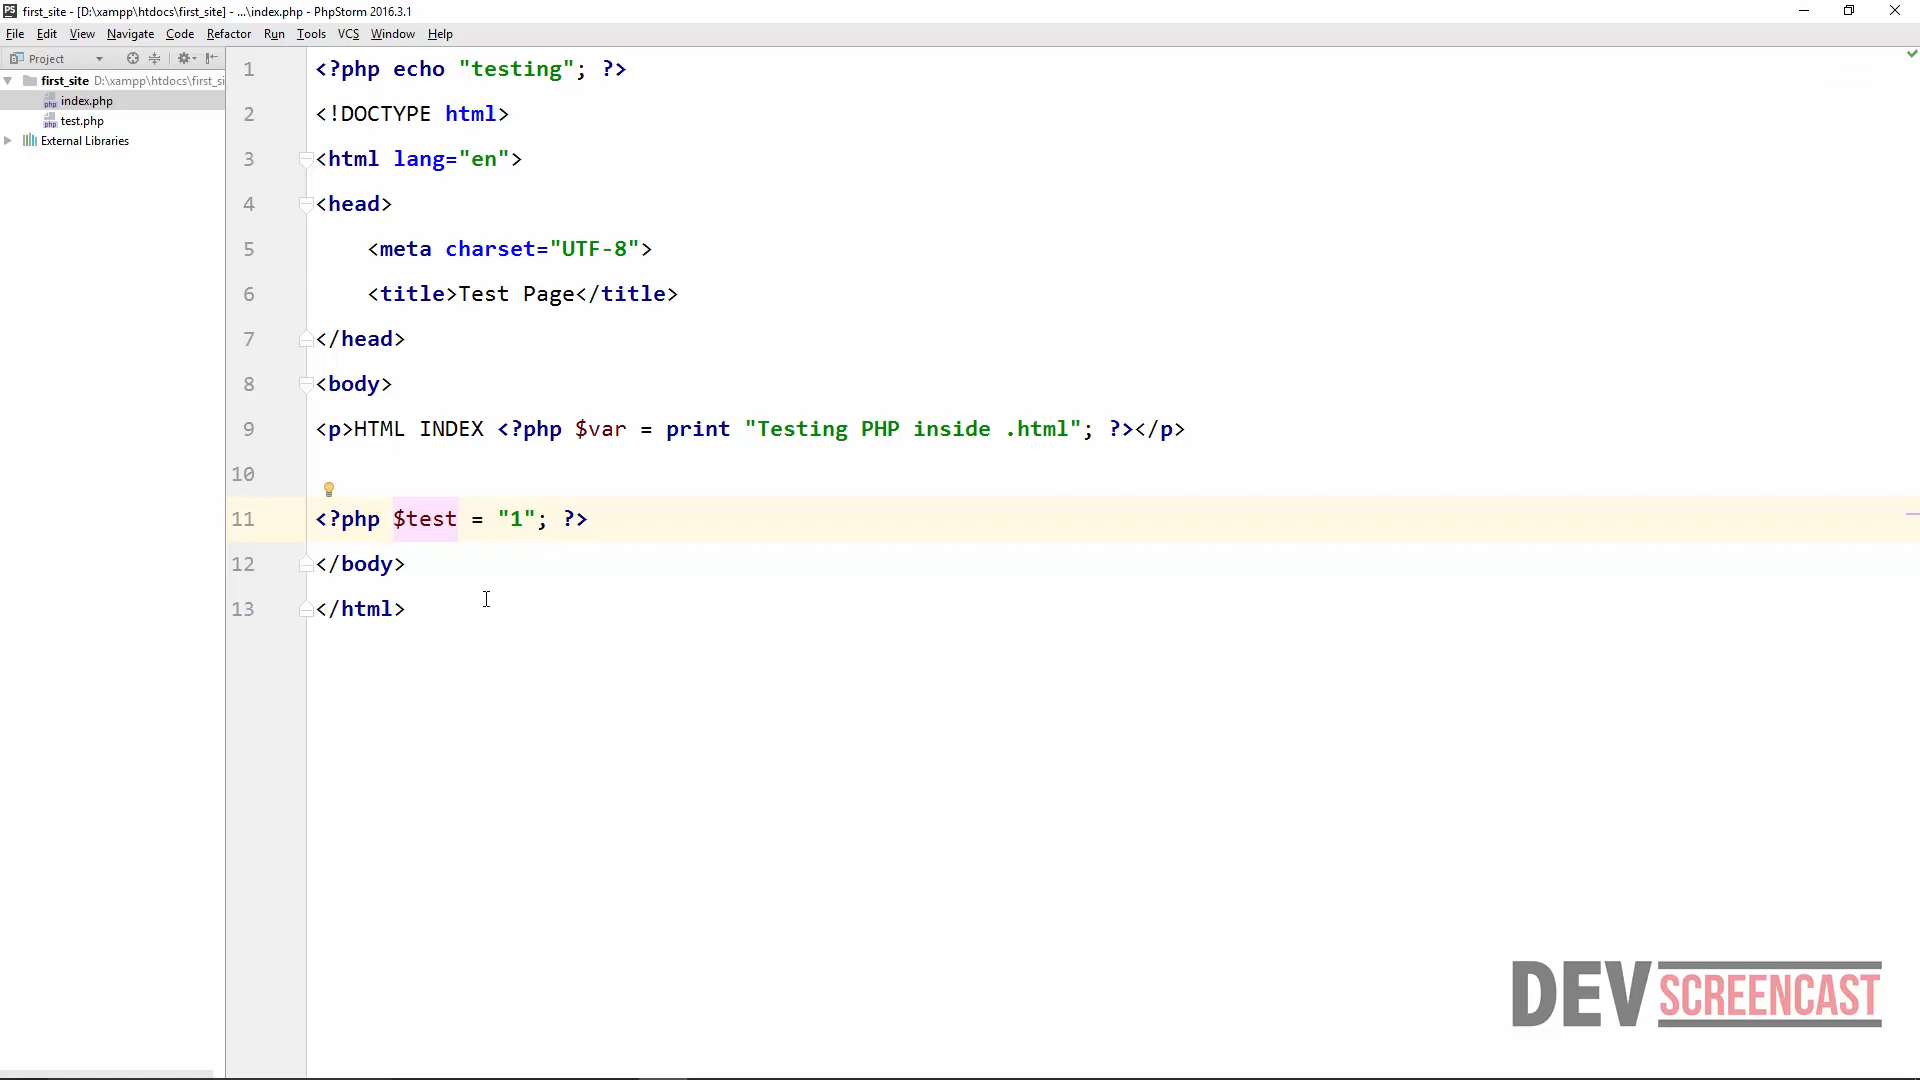 first_site - [D:\xampp\htdocs\first_site] - ...\index.php - PhpStorm 2016.3.1
File Edit View Navigate Code Refactor Run Tools VCS Window Help
Project
first_site D:\xampp\htdocs\first_si
index.php
test.php
External Libraries
1 <?php echo "testing"; ?>
2 <!DOCTYPE html>
3 <html lang="en">
4 <head>
5     <meta charset="UTF-8">
6     <title>Test Page</title>
7 </head>
8 <body>
9 <p>HTML INDEX <?php $var = print "Testing PHP inside .html"; ?></p>
10
11 <?php $test = "1"; ?>
12 </body>
13 </html>
DEVSCREENCAST